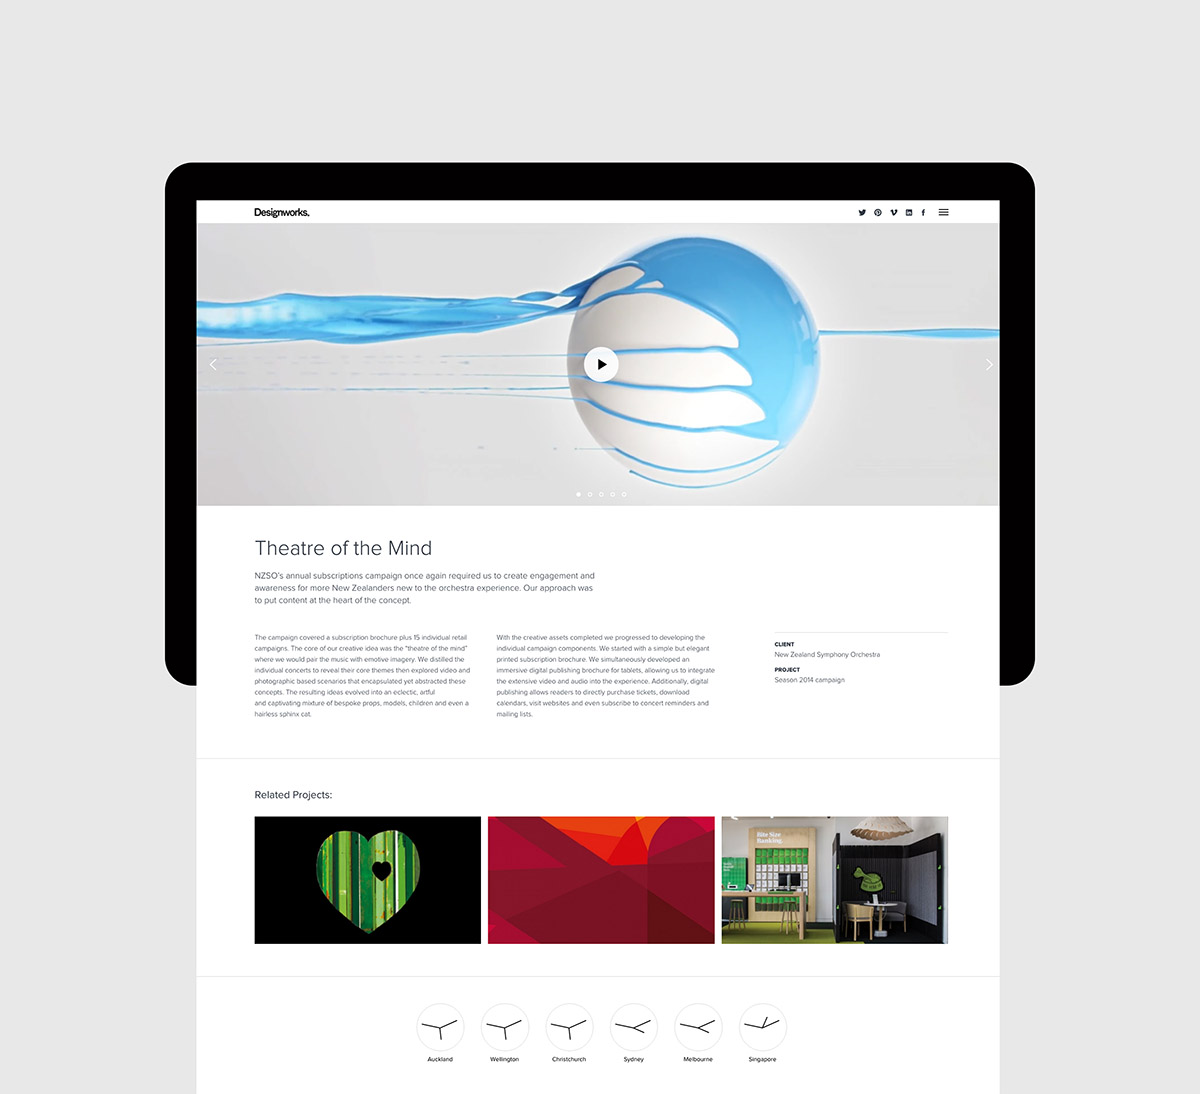 Designworks.
Theatre of the Mind
NZSO's annual subscriptions campaign once again required us to create engagement and
awareness for more New Zealanders new to the orchestra experience. Our approach was
to put content at the heart of the concept.
The campaign covered a subscription brochure plus 15 individual retail
campaigns. The core of our creative idea was the "theatre of the mind"
where we would pair the music with emotive imagery. We distilled the
individual concerts to reveal their core themes then explored video and
photographic based scenarios that encapsulated yet abstracted these
concepts. The resulting ideas evolved into an eclectic, artful
and captivating mixture of bespoke props, models, children and even a
hairless sphinx cat.
With the creative assets completed we progressed to developing the
individual campaign components. We started with a simple but elegant
printed subscription brochure. We simultaneously developed an
immersive digital publishing brochure for tablets, allowing us to integrate
the extensive video and audio into the experience. Additionally, digital
publishing allows readers to directly purchase tickets, download
calendars, visit websites and even subscribe to concert reminders and
mailing lists.
CLIENT
New Zealand Symphony Orchestra
PROJECT
Season 2014 campaign
Related Projects:
Bite Size
Banking.
Auckland
Wellington
Christchurch
Sydney
Melbourne
Singapore